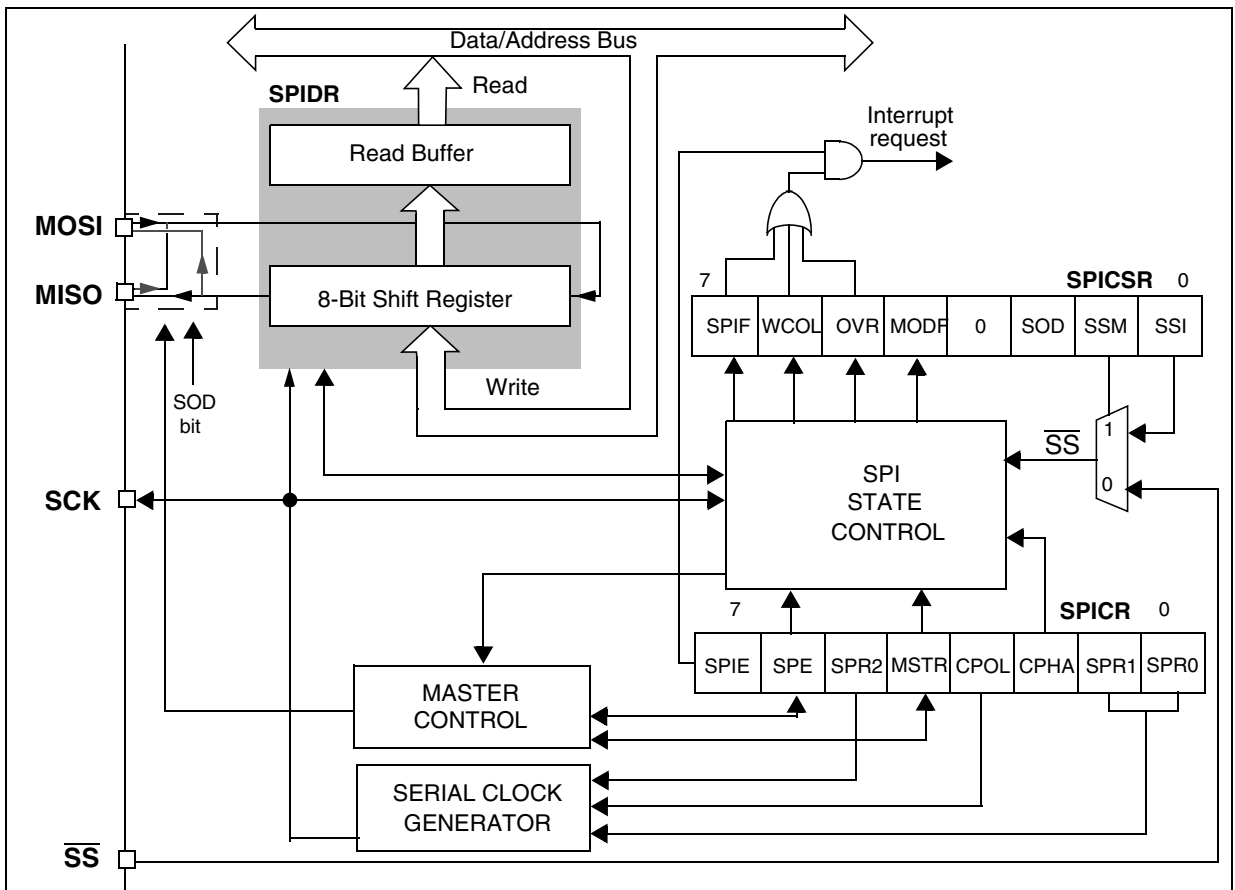 Data/Address Bus
SPIDR
Read
Read Buffer
Interrupt
request
MOSI
MISO
8-Bit Shift Register
Write
SOD
bit
7
SPICSR
0
SPIF
WCOL
OVR
MODF
0
SOD
SSM
SSI
1
SS
0
SCK
SPI
STATE
CONTROL
7
SPICR
0
SPIE
SPE
SPR2
MSTR
CPOL
CPHA
SPR1
SPR0
MASTER
CONTROL
SERIAL CLOCK
GENERATOR
SS